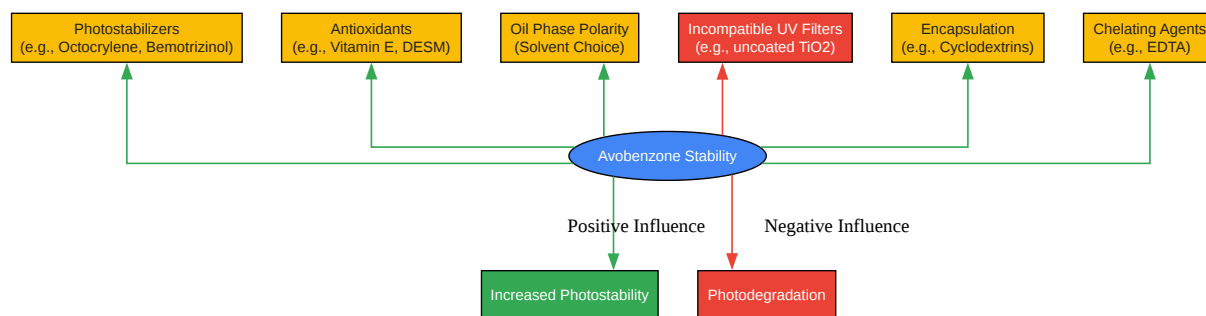 Photostabilizers
(e.g., Octocrylene, Bemotrizinol)
Antioxidants
(e.g., Vitamin E, DESM)
Oil Phase Polarity
(Solvent Choice)
Incompatible UV Filters
(e.g., uncoated TiO2)
Encapsulation
(e.g., Cyclodextrins)
Chelating Agents
(e.g., EDTA)
Avobenzone Stability
Positive Influence
Negative Influence
Increased Photostability
Photodegradation